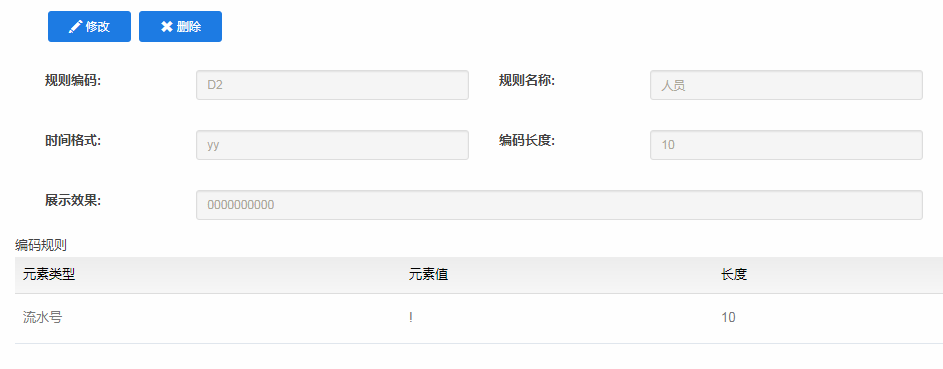 修改 删除
规则编码: D2 规则名称: 人员
时间格式: yy 编码长度: 10
展示效果: 0000000000
编码规则
元素类型 元素值 长度
流水号 ! 10